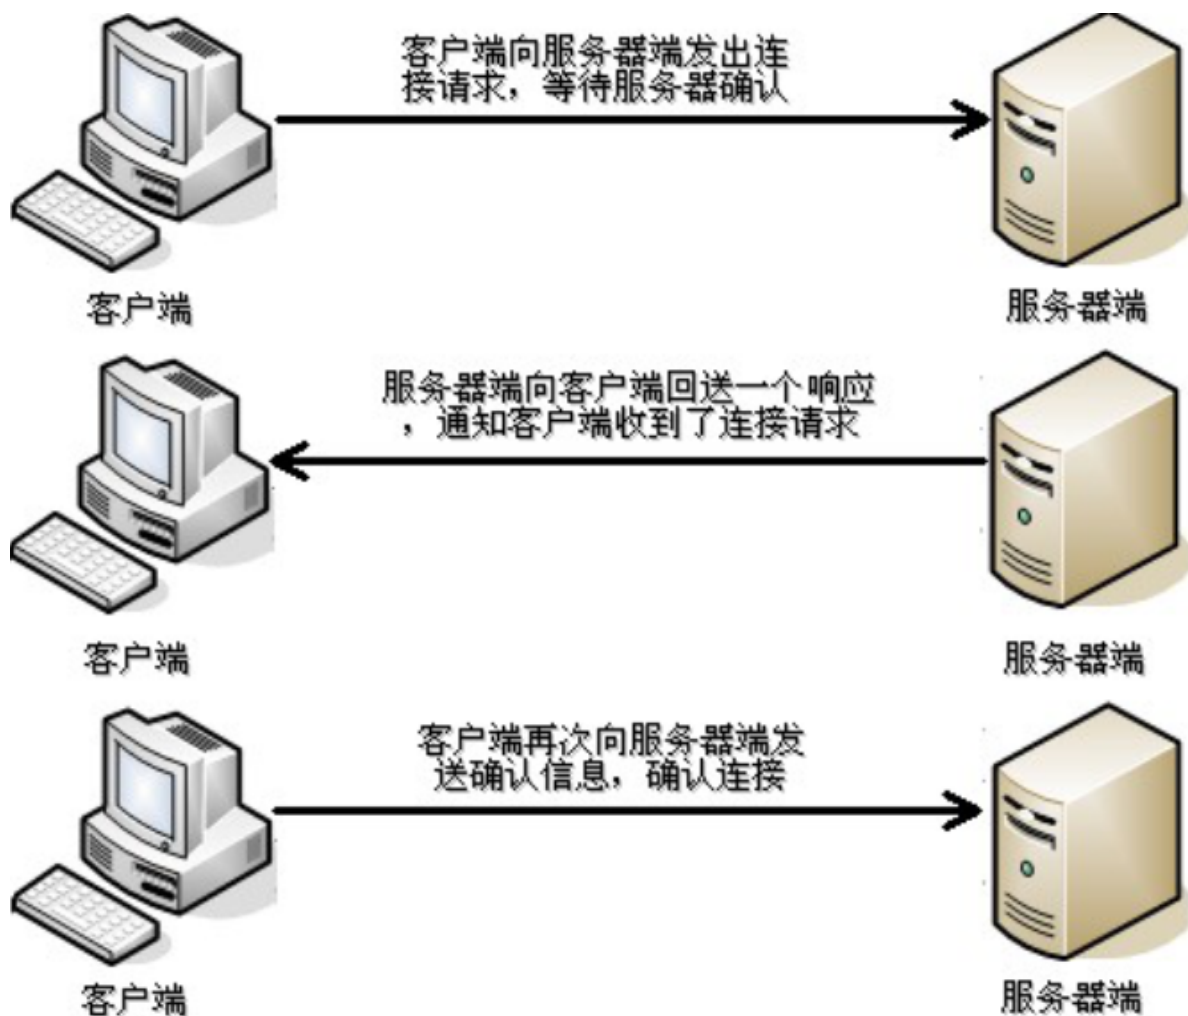 客户端向服务器端发出连
接请求，等待服务器确认
客户端
服务器端
服务器端向客户端回送一个响应
，通知客户端收到了连接请求
客户端
服务器端
客户端再次向服务器端发
送确认信息，确认连接
客户端
服务器端